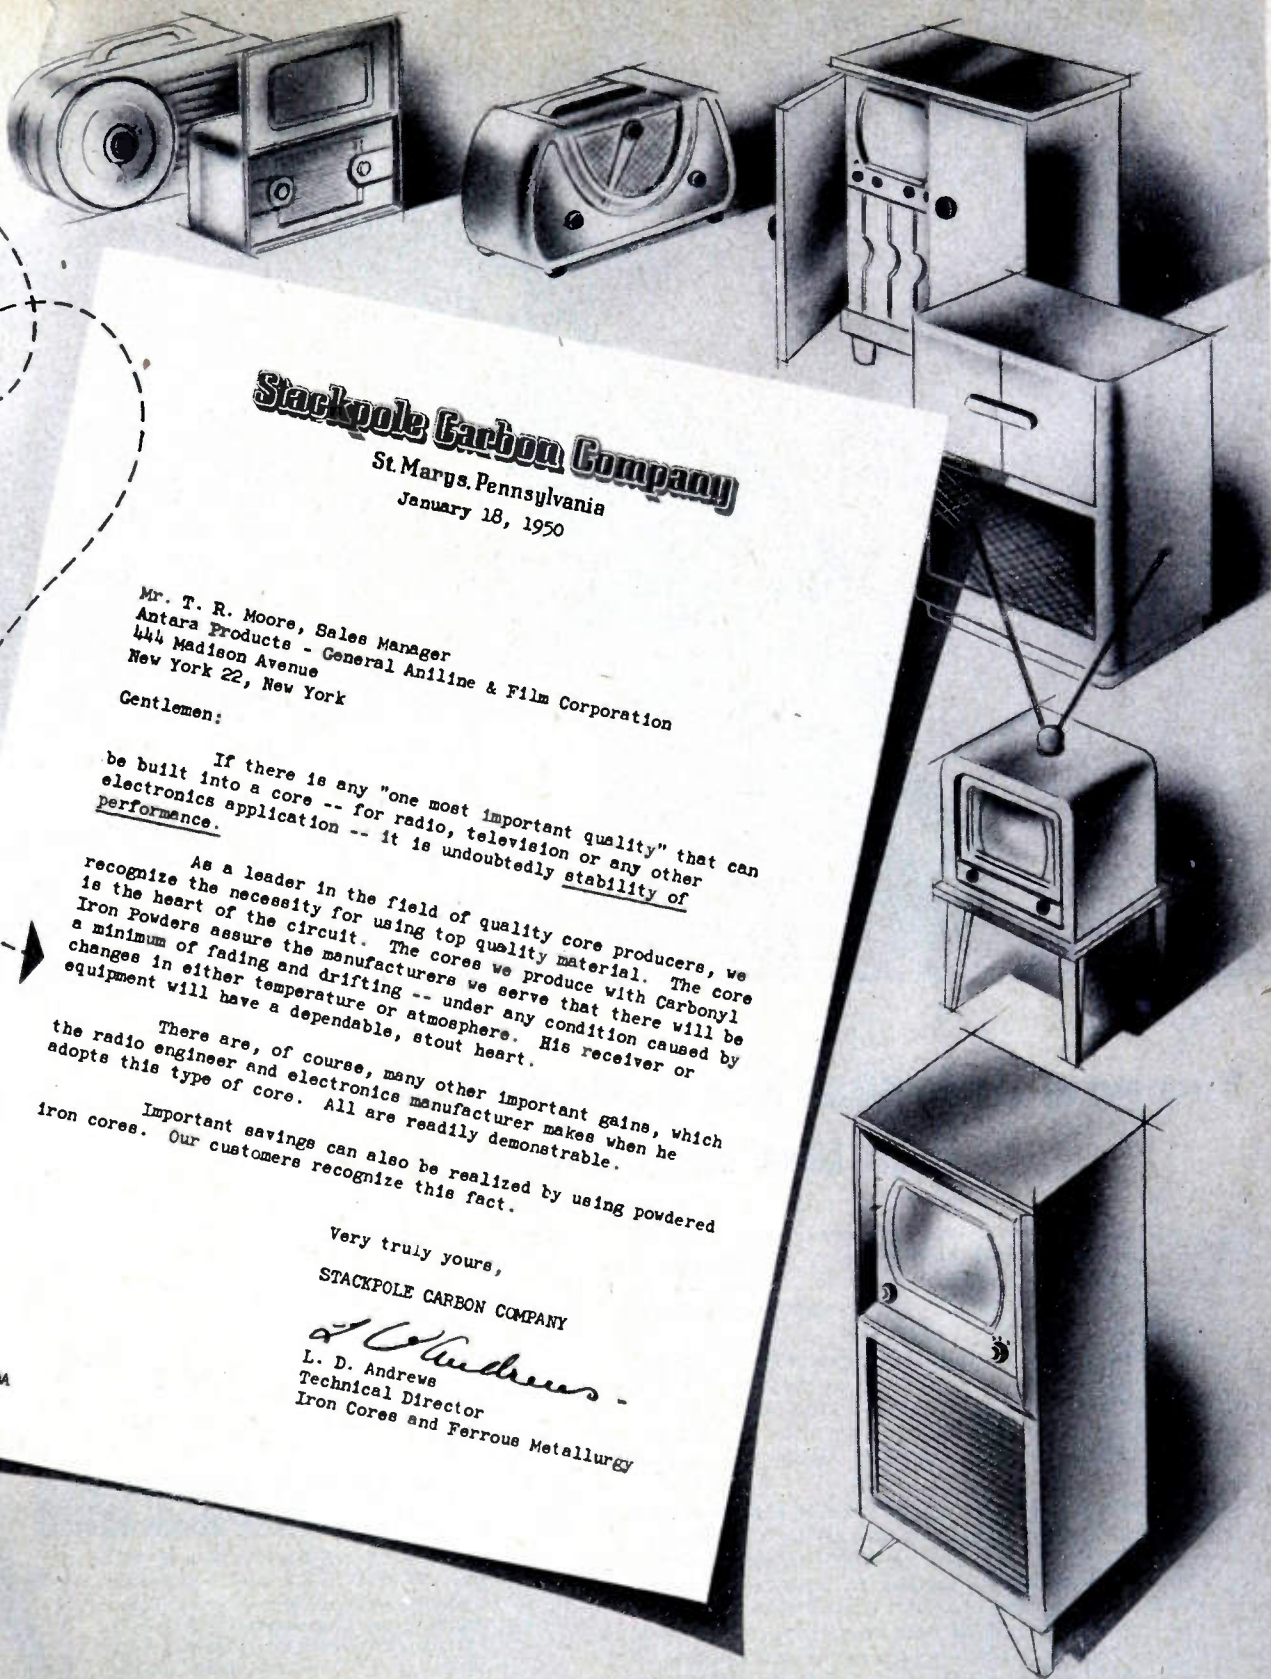 Stackpole Carbon Company
St. Marys, Pennsylvania
January 18, 1950
Mr. T. R. Moore, Sales Manager
Antara Products - General Aniline & Film Corporation
444 Madison Avenue
New York 22, New York
Gentlemen:
If there is any "one most important quality" that can
be built into a core -- for radio, television or any other
electronics application -- it is undoubtedly stability of
performance.
As a leader in the field of quality core producers, we
recognize the necessity for using top quality material. The core
is the heart of the circuit. The cores we produce with Carbonyl
Iron Powders assure the manufacturers we serve that there will be
a minimum of fading and drifting -- under any condition caused by
changes in either temperature or atmosphere. His receiver or
equipment will have a dependable, stout heart.
There are, of course, many other important gains, which
the radio engineer and electronics manufacturer makes when he
adopts this type of core. All are readily demonstrable.
Important savings can also be realized by using powdered
iron cores. Our customers recognize this fact.
Very truly yours,
STACKPOLE CARBON COMPANY
L D Andrews
L. D. Andrews
Technical Director
Iron Cores and Ferrous Metallurgy